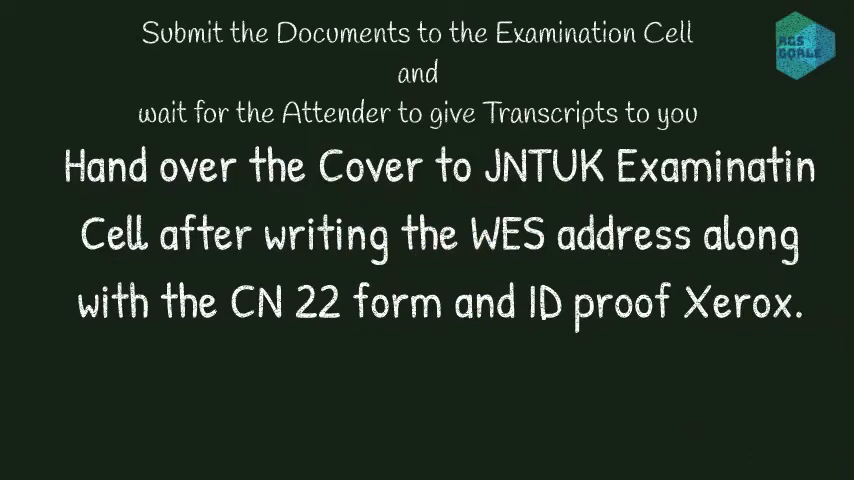 Submit the Documents to the Examination Cell
and
wait for the Attender to give Transcripts to you
Hand over the Cover to JNTUK Examinatin
Cell after writing the WES address along
with the CN 22 form and ID proof Xerox.
RGS
GORLE